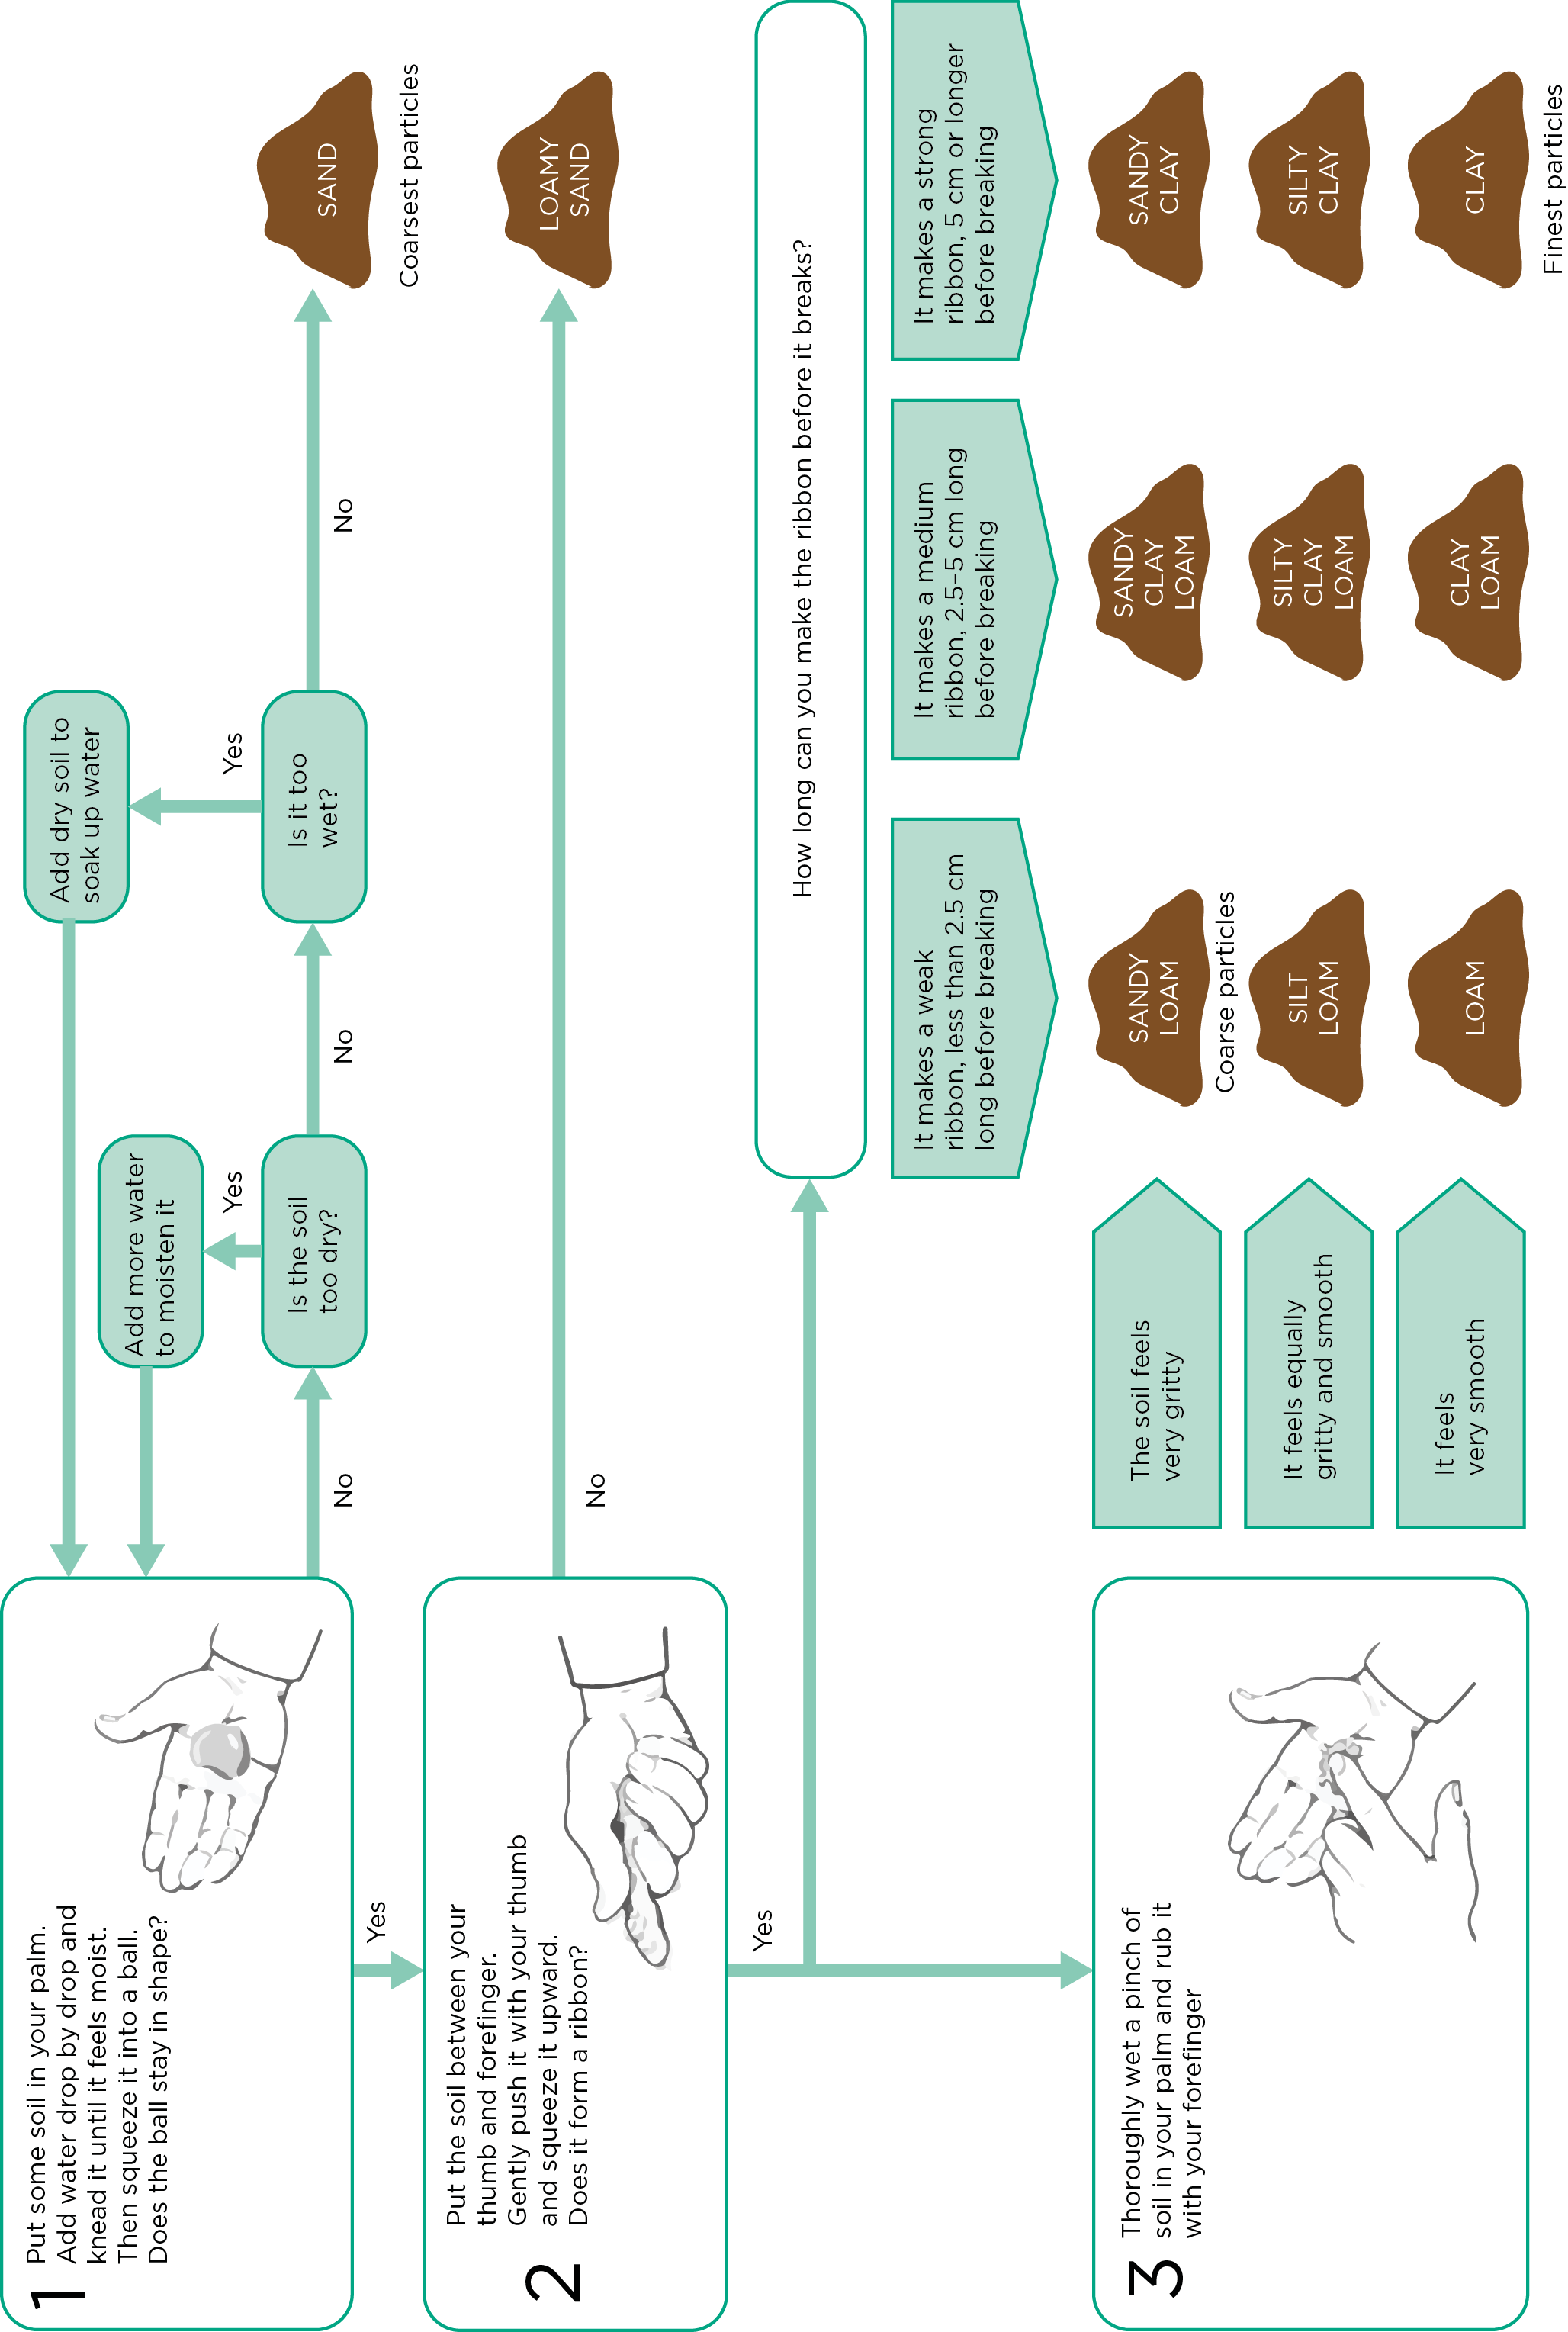 1
Put some soil in your palm.
Add water drop by drop and
knead it until it feels moist.
Then squeeze it into a ball.
Does the ball stay in shape?
No
Is the soil
too dry?
Yes
Add more water
to moisten it
No
Is it too
wet?
Yes
Add dry soil to
soak up water
No
SAND
Coarsest particles
Yes
2
Put the soil between your
thumb and forefinger.
Gently push it with your thumb
and squeeze it upward.
Does it form a ribbon?
No
LOAMY
SAND
Yes
How long can you make the ribbon before it breaks?
It makes a weak
ribbon, less than 2.5 cm
long before breaking
It makes a medium
ribbon, 2.5–5 cm long
before breaking
It makes a strong
ribbon, 5 cm or longer
before breaking
3
Thoroughly wet a pinch of
soil in your palm and rub it
with your forefinger
The soil feels
very gritty
SANDY
LOAM
Coarse particles
SANDY
CLAY
LOAM
SANDY
CLAY
It feels equally
gritty and smooth
SILT
LOAM
SILTY
CLAY
LOAM
SILTY
CLAY
It feels
very smooth
LOAM
CLAY
LOAM
CLAY
Finest particles